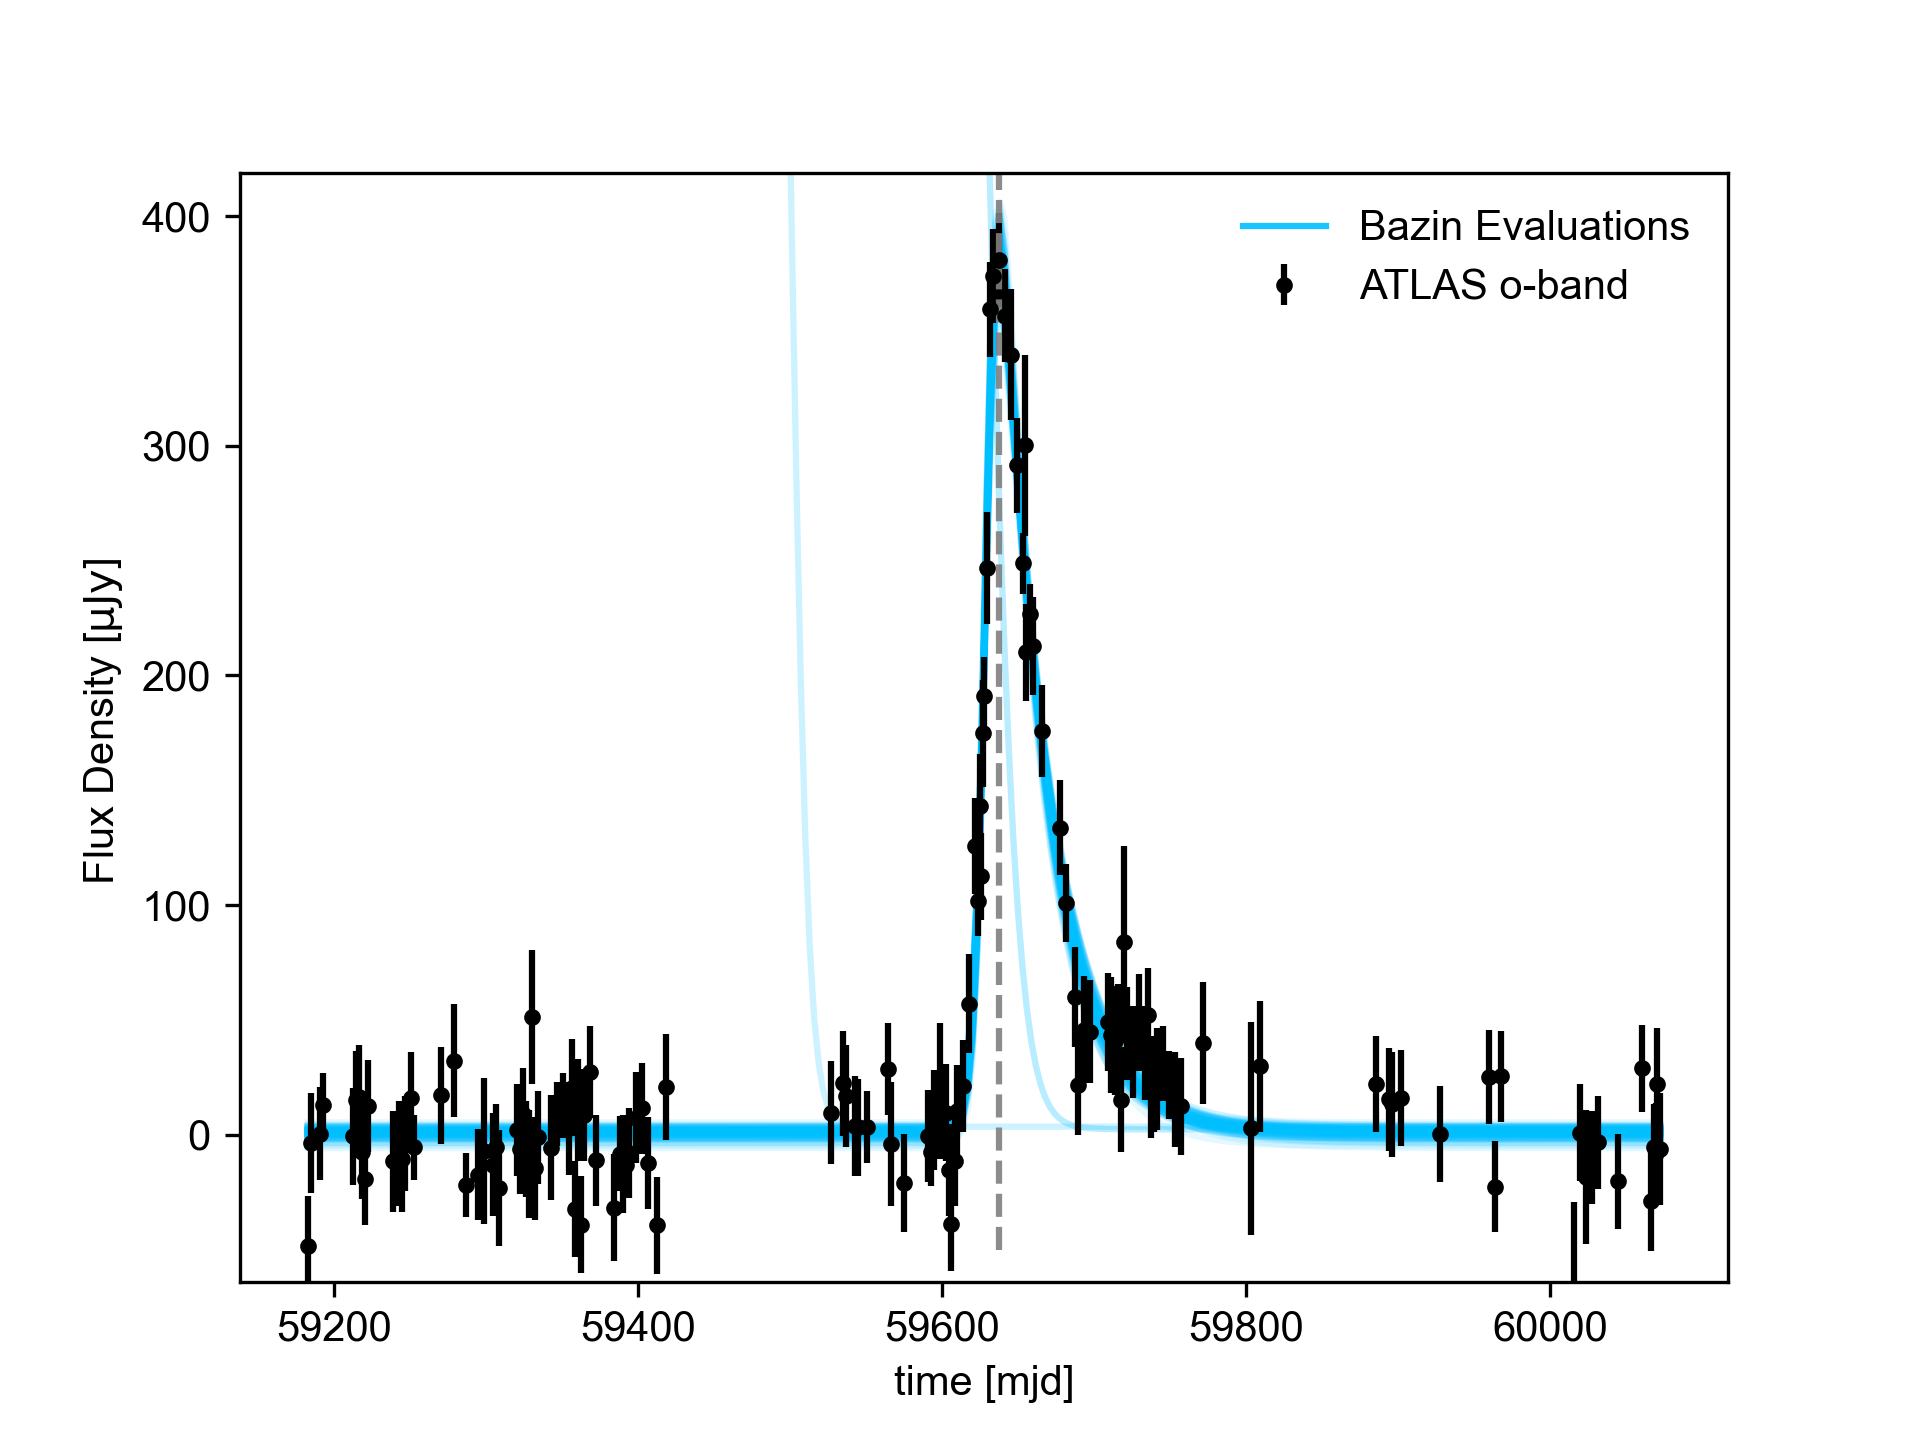 Bazin Evaluations
ATLAS o-band
400
300
200
100
0
Flux Density [µJy]
59200 59400 59600 59800 60000
time [mjd]